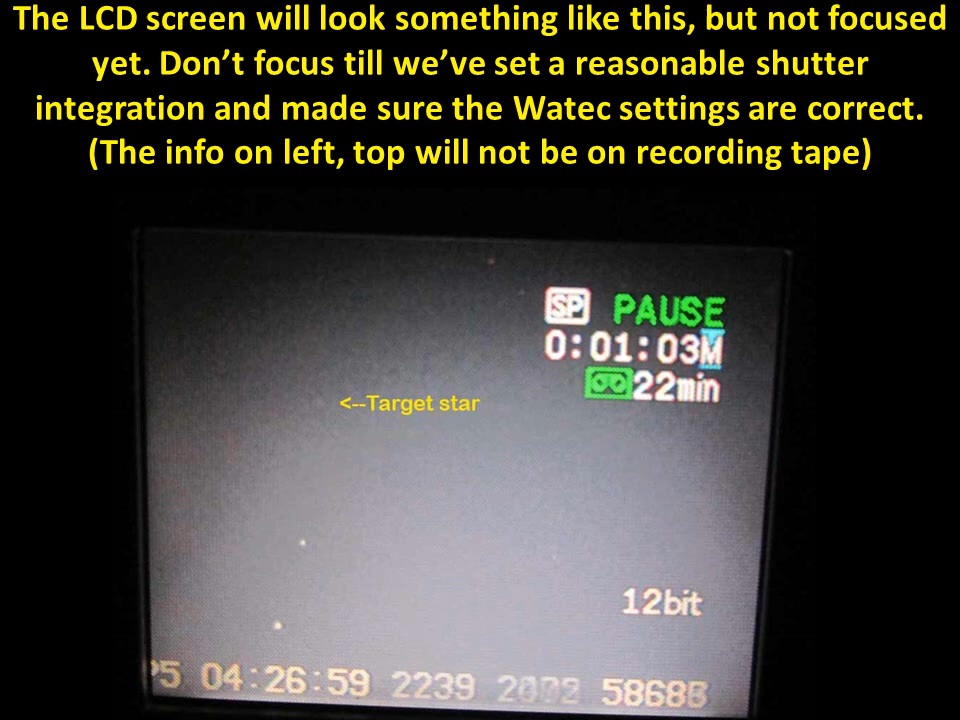 The LCD screen will look something like this, but not focused
yet. Don’t focus till we’ve set a reasonable shutter
integration and made sure the Watec settings are correct.
(The info on left, top will not be on recording tape)
SP PAUSE
0:01:03M
22min
<--Target star
12bit
P5 04:26:59 2239